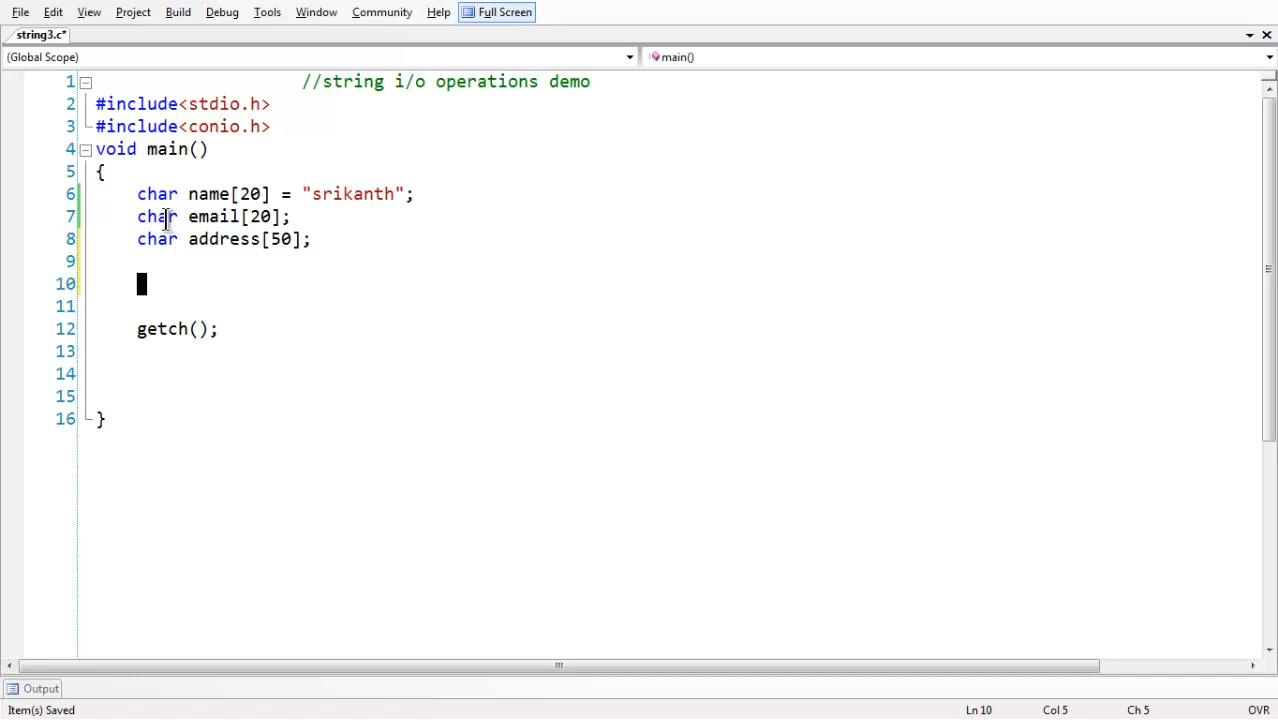 File Edit View Project Build Debug Tools Window Community Help Full Screen
string3.c*
(Global Scope) main()
1 //string i/o operations demo
2 #include<stdio.h>
3 #include<conio.h>
4 void main()
5 {
6 char name[20] = "srikanth";
7 char email[20];
8 char address[50];
9
10
11
12 getch();
13
14
15
16 }
Output
Item(s) Saved Ln 10 Col 5 Ch 5 OVR